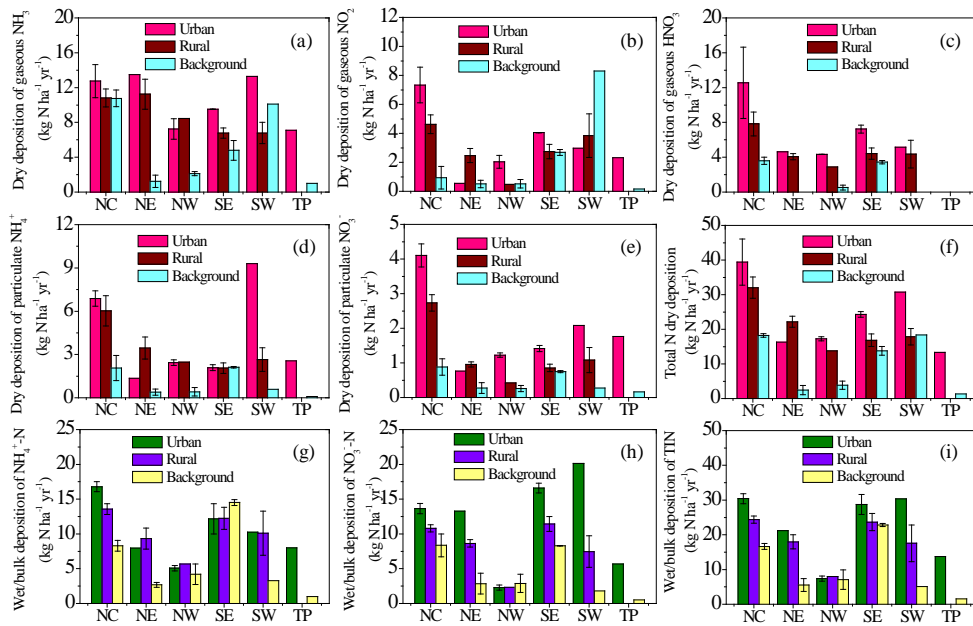 Dry deposition of gaseous NH₃
(kg N ha⁻¹ yr⁻¹)
20
16
12
8
4
0
Urban
Rural
Background
(a)
NC NE NW SE SW TP
Dry deposition of gaseous NO₂
(kg N ha⁻¹ yr⁻¹)
12
10
8
6
4
2
0
Urban
Rural
Background
(b)
NC NE NW SE SW TP
Dry deposition of gaseous HNO₃
(kg N ha⁻¹ yr⁻¹)
20
16
12
8
4
0
Urban
Rural
Background
(c)
NC NE NW SE SW TP
Dry deposition of particulate NH₄⁺
(kg N ha⁻¹ yr⁻¹)
12
9
6
3
0
Urban
Rural
Background
(d)
NC NE NW SE SW TP
Dry deposition of particulate NO₃⁻
(kg N ha⁻¹ yr⁻¹)
5
4
3
2
1
0
Urban
Rural
Background
(e)
NC NE NW SE SW TP
Total N dry deposition
(kg N ha⁻¹ yr⁻¹)
50
40
30
20
10
0
Urban
Rural
Background
(f)
NC NE NW SE SW TP
Wet/bulk deposition of NH₄⁺-N
(kg N ha⁻¹ yr⁻¹)
25
20
15
10
5
0
Urban
Rural
Background
(g)
NC NE NW SE SW TP
Wet/bulk deposition of NO₃⁻-N
(kg N ha⁻¹ yr⁻¹)
25
20
15
10
5
0
Urban
Rural
Background
(h)
NC NE NW SE SW TP
Wet/bulk deposition of TIN
(kg N ha⁻¹ yr⁻¹)
50
40
30
20
10
0
Urban
Rural
Background
(i)
NC NE NW SE SW TP